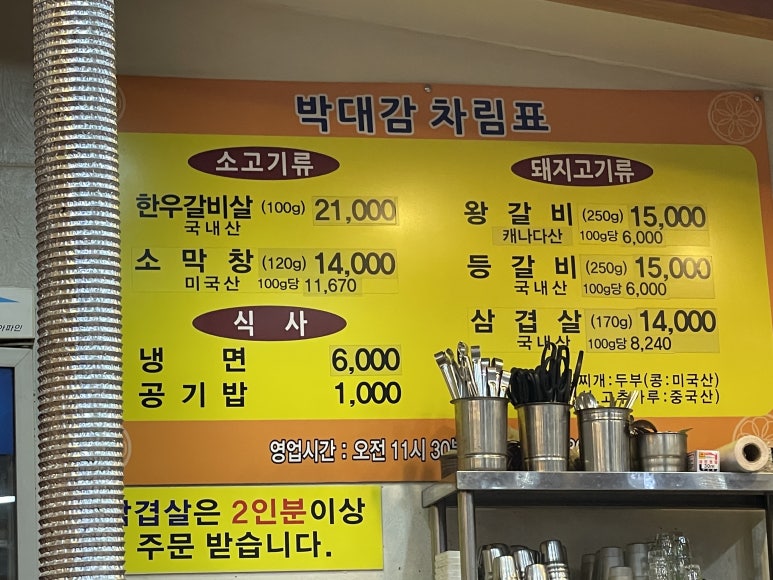 박대감 차림표
소고기류
한우갈비살 (100g) 21,000
국내산
소막창 (120g) 14,000
미국산 100g당 11,670
식사
냉면 6,000
공기밥 1,000
돼지고기류
왕갈비 (250g) 15,000
캐나다산 100g당 6,000
등갈비 (250g) 15,000
국내산 100g당 6,000
삼겹살 (170g) 14,000
국내산 100g당 8,240
찌개:두부(콩:미국산)
고춧가루:중국산)
영업시간 : 오전 11시 30
겹살은 2인분이상
주문 받습니다.